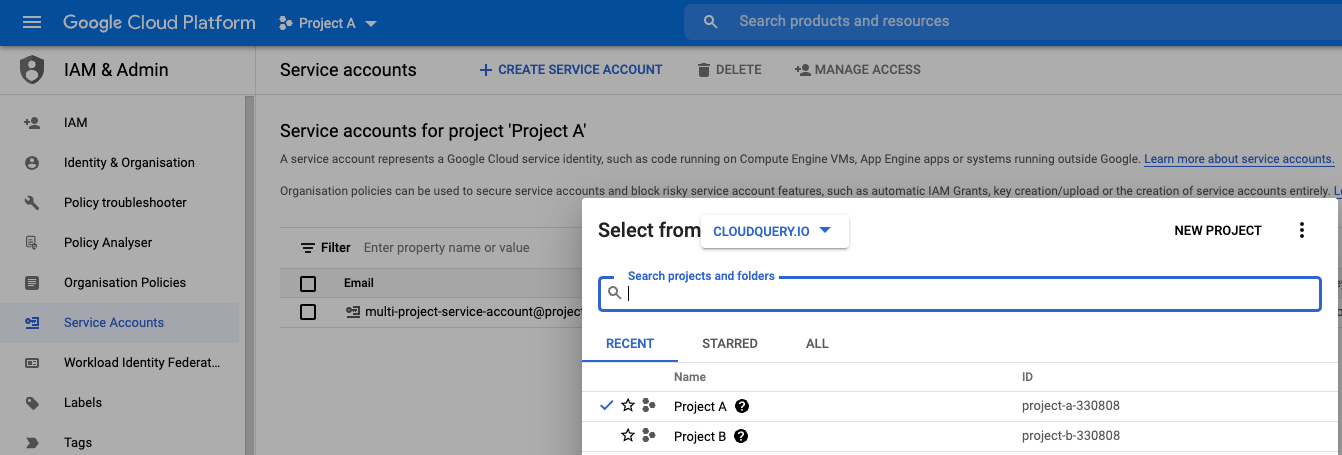 Google Cloud Platform
Project A
Search products and resources
IAM & Admin
Service accounts
CREATE SERVICE ACCOUNT
DELETE
MANAGE ACCESS
IAM
Identity & Organisation
Policy troubleshooter
Policy Analyser
Organisation Policies
Service Accounts
Workload Identity Federat...
Labels
Tags
Service accounts for project 'Project A'
A service account represents a Google Cloud service identity, such as code running on Compute Engine VMs, App Engine apps or systems running outside Google. Learn more about service accounts.
Organisation policies can be used to secure service accounts and block risky service account features, such as automatic IAM Grants, key creation/upload or the creation of service accounts entirely.
Filter Enter property name or value
Email
multi-project-service-account@project
Select from CLOUDQUERY.IO
NEW PROJECT
Search projects and folders
RECENT STARRED ALL
Name ID
Project A project-a-330808
Project B project-b-330808